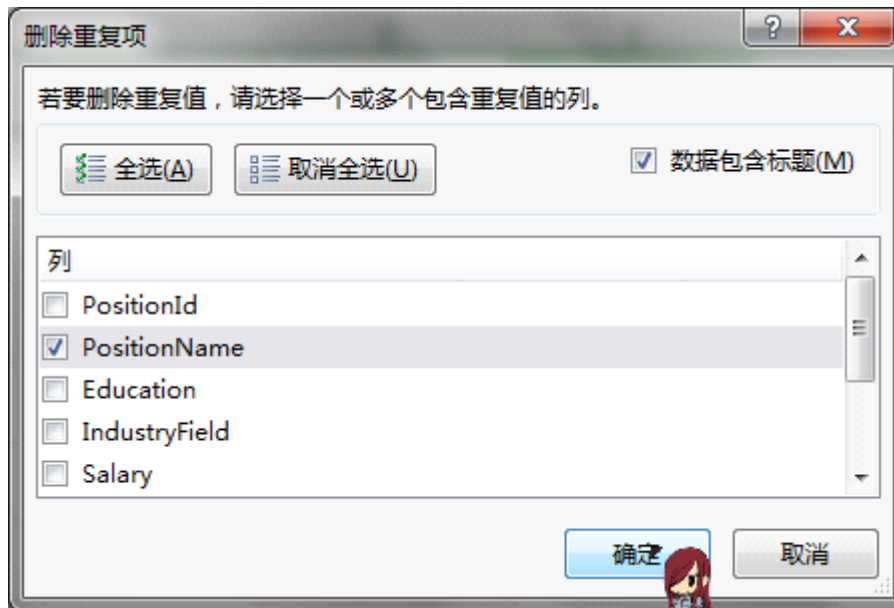 删除重复项
若要删除重复值，请选择一个或多个包含重复值的列。
全选(A) 取消全选(U) 数据包含标题(M)
列
PositionId
PositionName
Education
IndustryField
Salary
确定 取消